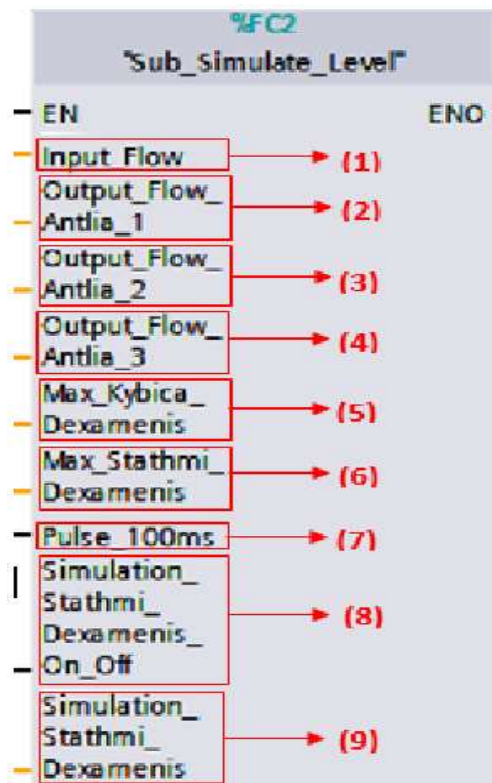 %FC2
"Sub_Simulate_Level"
EN ENO
Input_Flow (1)
Output_Flow_
Antlia_1 (2)
Output_Flow_
Antlia_2 (3)
Output_Flow_
Antlia_3 (4)
Max_Kybica_
Dexamenis (5)
Max_Stathmi_
Dexamenis (6)
Pulse_100ms (7)
Simulation_
Stathmi_
Dexamenis_
On_Off (8)
Simulation_
Stathmi_
Dexamenis (9)